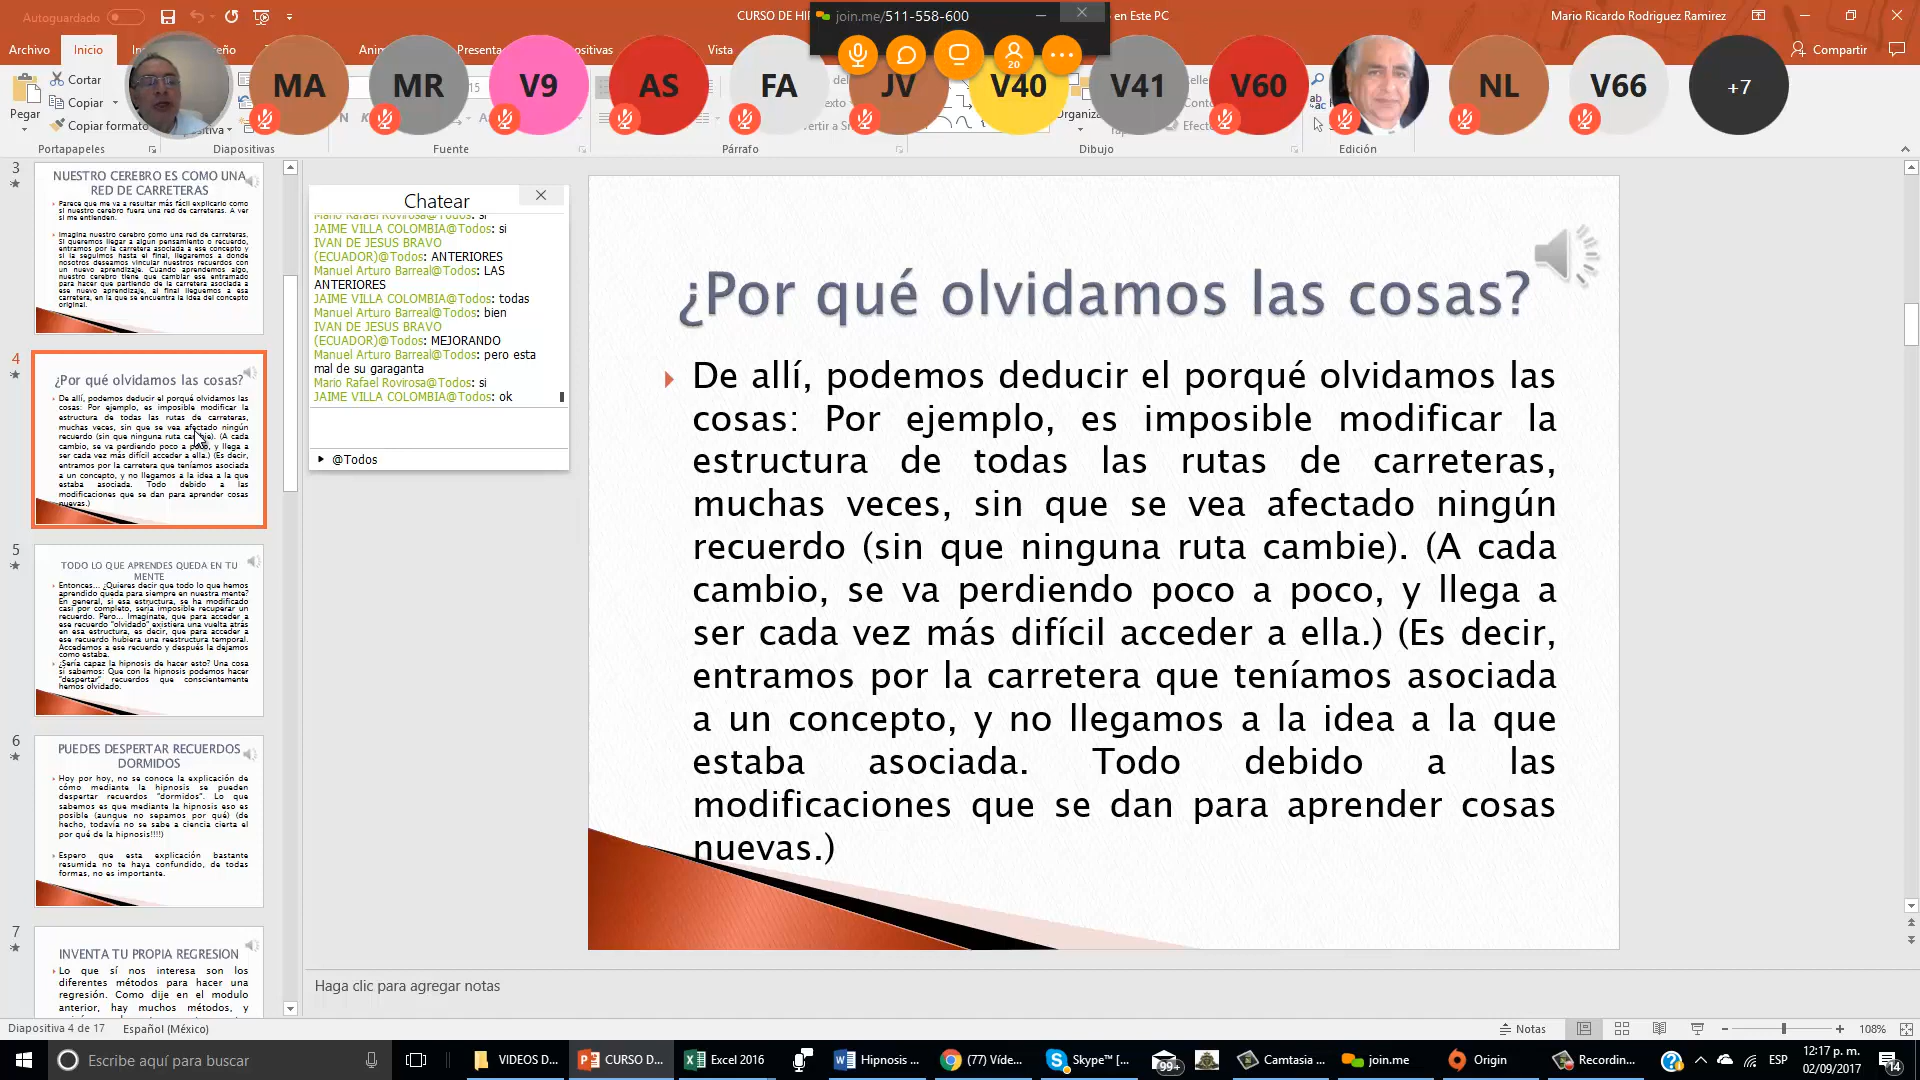 Autoguardado
CURSO DE HI
join.me/511-558-600
en Este PC
Mario Ricardo Rodriguez Ramirez
Archivo
Inicio
Vista
Compartir
Pegar
Cortar
Copiar
Copiar formato
MA
MR
V9
AS
FA
JV
V40
V41
V60
NL
V66
+7
20
Portapapeles
Diapositivas
Fuente
Párrafo
Dibujo
Edición
3
NUESTRO CEREBRO ES COMO UNA
RED DE CARRETERAS
Parece que me va a resultar más fácil explicarlo como
si nuestro cerebro fuera una red de carreteras. A ver
si me entienden.
Imagina nuestro cerebro como una red de carreteras.
Si queremos llegar a algún pensamiento o recuerdo,
entramos por la carretera asociada a ese concepto y
si la seguimos hasta el final, llegaremos a donde
nosotros deseamos vincular nuestros recuerdos con
un nuevo aprendizaje. Cuando aprendemos algo,
nuestro cerebro tiene que cambiar ese entramado
para hacer que partiendo de la carretera asociada a
ese nuevo aprendizaje, al final lleguemos a esa
carretera, en la que se encuentra la idea del concepto
original.
4
¿Por qué olvidamos las cosas?
De allí, podemos deducir el porqué olvidamos las
cosas: Por ejemplo, es imposible modificar la
estructura de todas las rutas de carreteras,
muchas veces, sin que se vea afectado ningún
recuerdo (sin que ninguna ruta cambie). (A cada
cambio, se va perdiendo poco a poco, y llega a
ser cada vez más difícil acceder a ella.) (Es decir,
entramos por la carretera que teníamos asociada
a un concepto, y no llegamos a la idea a la que
estaba asociada. Todo debido a las
modificaciones que se dan para aprender cosas
nuevas.)
5
TODO LO QUE APRENDES QUEDA EN TU
MENTE
Entonces... ¿Quieres decir que todo lo que hemos
aprendido queda para siempre en nuestra mente?
En general, si esa estructura, se ha modificado
casi por completo, sería imposible recuperar un
recuerdo. Pero... Imagínate, que para acceder a
ese recuerdo "olvidado" existiera una vuelta atrás
en esa estructura, es decir, que para acceder a
ese recuerdo hubiera una reestructura temporal.
Accedemos a ese recuerdo y después la dejamos
como estaba.
¿Sería capaz la hipnosis de hacer esto? Una cosa
si sabemos: Que con la hipnosis podemos hacer
"despertar" recuerdos que conscientemente
hemos olvidado.
6
PUEDES DESPERTAR RECUERDOS
DORMIDOS
Hoy por hoy, no se conoce la explicación de
cómo mediante la hipnosis se pueden
despertar recuerdos "dormidos". Lo que
sabemos es que mediante la hipnosis eso es
posible (aunque no sepamos por qué) (de
hecho, todavía no se sabe a ciencia cierta el
por qué de la hipnosis!!!!)
Espero que esta explicación bastante
resumida no te haya confundido, de todas
formas, no es importante.
7
INVENTA TU PROPIA REGRESION
Lo que sí nos interesa son los
diferentes métodos para hacer una
regresión. Como dije en el modulo
anterior, hay muchos métodos, y
Chatear
Mario Rafael Rovirosa@Todos: si
JAIME VILLA COLOMBIA@Todos: si
IVAN DE JESUS BRAVO
(ECUADOR)@Todos: ANTERIORES
Manuel Arturo Barreal@Todos: LAS
ANTERIORES
JAIME VILLA COLOMBIA@Todos: todas
Manuel Arturo Barreal@Todos: bien
IVAN DE JESUS BRAVO
(ECUADOR)@Todos: MEJORANDO
Manuel Arturo Barreal@Todos: pero esta
mal de su garaganta
Mario Rafael Rovirosa@Todos: si
JAIME VILLA COLOMBIA@Todos: ok
@Todos
¿Por qué olvidamos las cosas?
De allí, podemos deducir el porqué olvidamos las
cosas: Por ejemplo, es imposible modificar la
estructura de todas las rutas de carreteras,
muchas veces, sin que se vea afectado ningún
recuerdo (sin que ninguna ruta cambie). (A cada
cambio, se va perdiendo poco a poco, y llega a
ser cada vez más difícil acceder a ella.) (Es decir,
entramos por la carretera que teníamos asociada
a un concepto, y no llegamos a la idea a la que
estaba asociada. Todo debido a las
modificaciones que se dan para aprender cosas
nuevas.)
Haga clic para agregar notas
Diapositiva 4 de 17
Español (México)
Notas
108%
Escribe aquí para buscar
VIDEOS D...
CURSO D...
Excel 2016
Hipnosis ...
(77) Víde...
Skype™ [...
99+
Camtasia ...
join.me
Origin
Recordin...
ESP
12:17 p. m.
02/09/2017
14